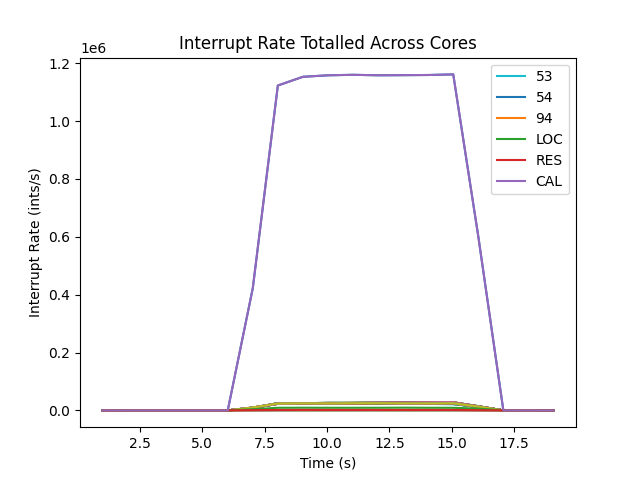 Interrupt Rate Totalled Across Cores
1e6
1.2
1.0
0.8
0.6
0.4
0.2
0.0
Interrupt Rate (ints/s)
53
54
94
LOC
RES
CAL
2.5 5.0 7.5 10.0 12.5 15.0 17.5
Time (s)